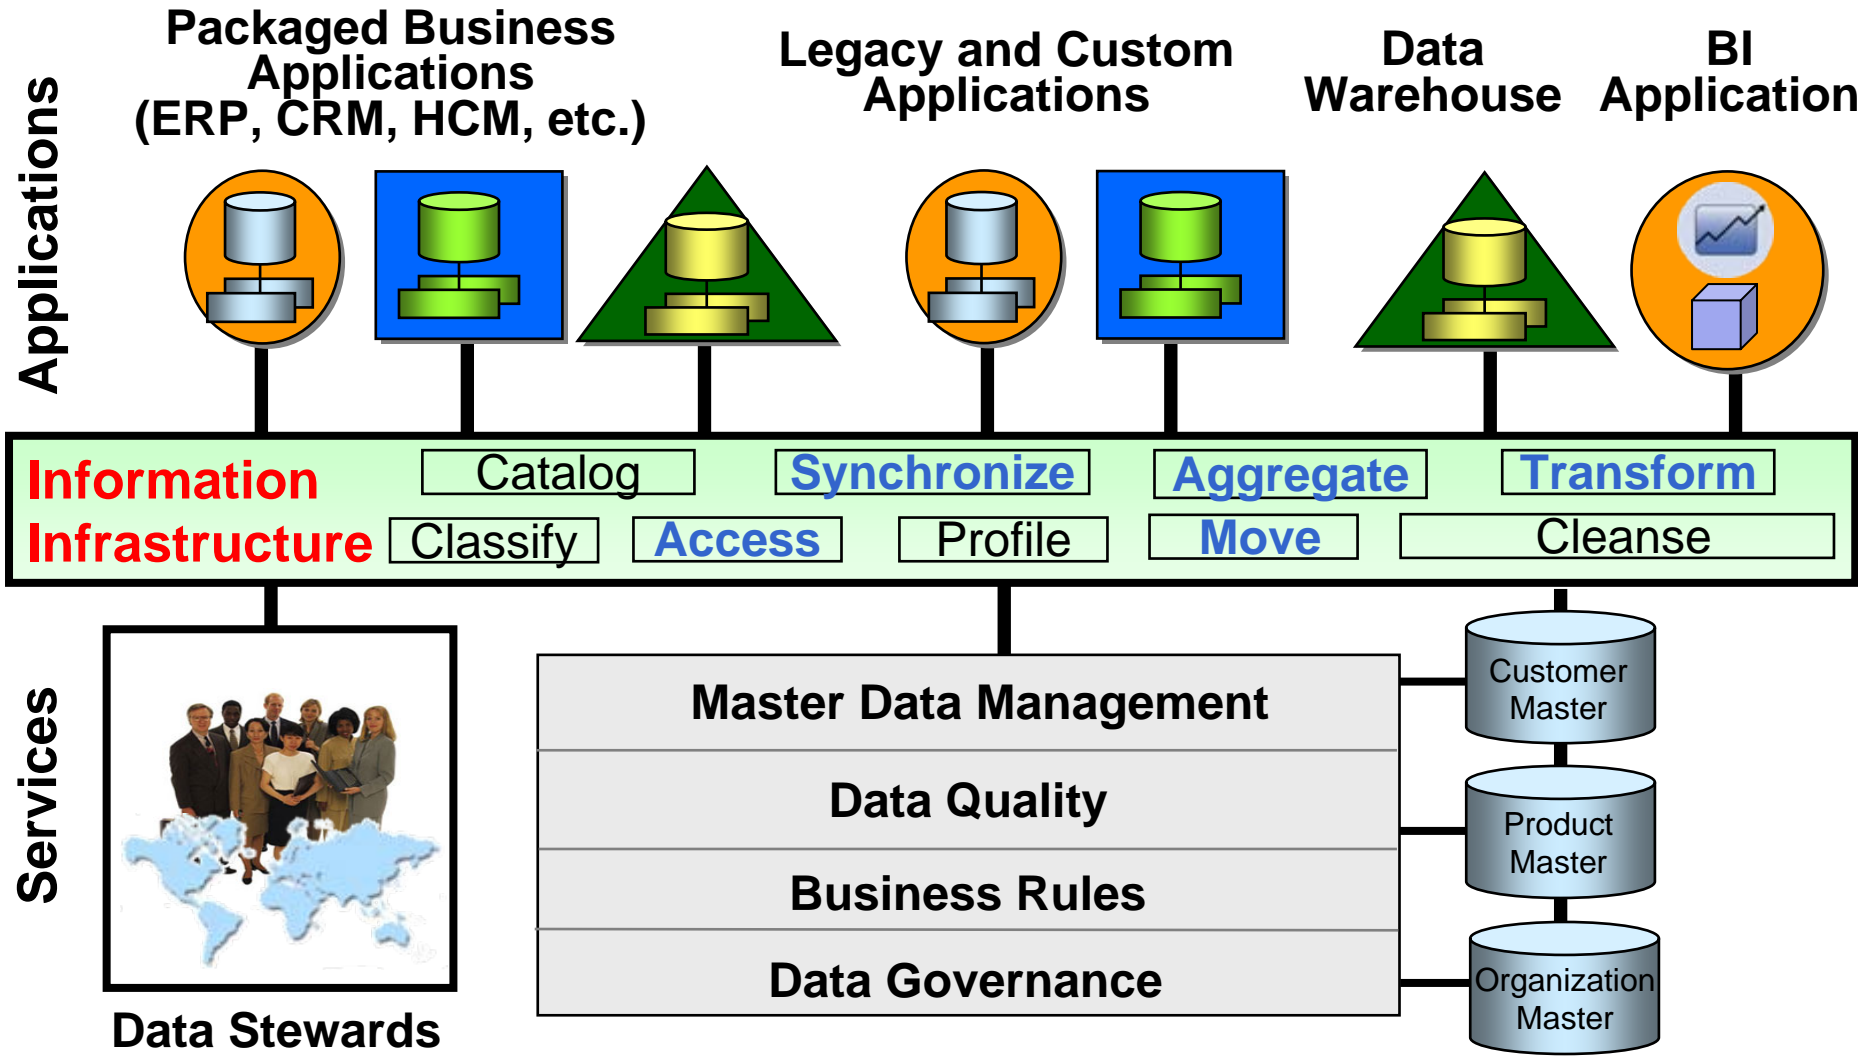 Packaged Business
Applications
(ERP, CRM, HCM, etc.)
Legacy and Custom
Applications
Data
Warehouse
BI
Application
Applications
Information
Infrastructure
Catalog
Synchronize
Aggregate
Transform
Classify
Access
Profile
Move
Cleanse
Services
Data Stewards
Master Data Management
Data Quality
Business Rules
Data Governance
Customer
Master
Product
Master
Organization
Master